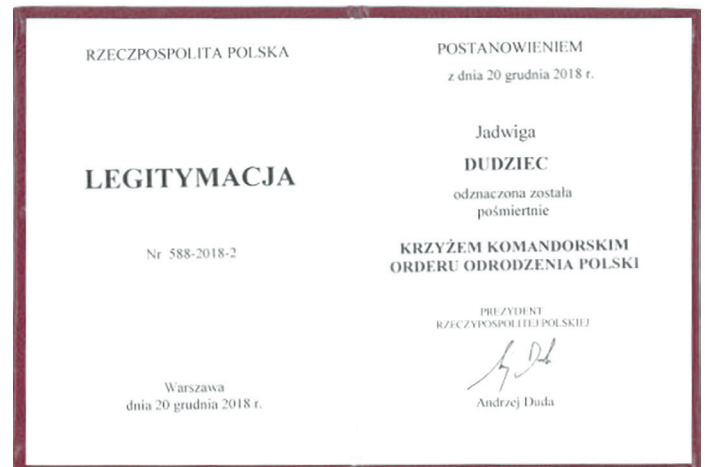 RZECZPOSPOLITA POLSKA
LEGITYMACJA
Nr 588-2018-2
Warszawa
dnia 20 grudnia 2018 r.
POSTANOWIENIEM
z dnia 20 grudnia 2018 r.
Jadwiga
DUDZIEC
odznaczona została
pośmiertnie
KRZYŻEM KOMANDORSKIM
ORDERU ODRODZENIA POLSKI
PREZYDENT
RZECZYPOSPOLITEJ POLSKIEJ
Andrzej Duda